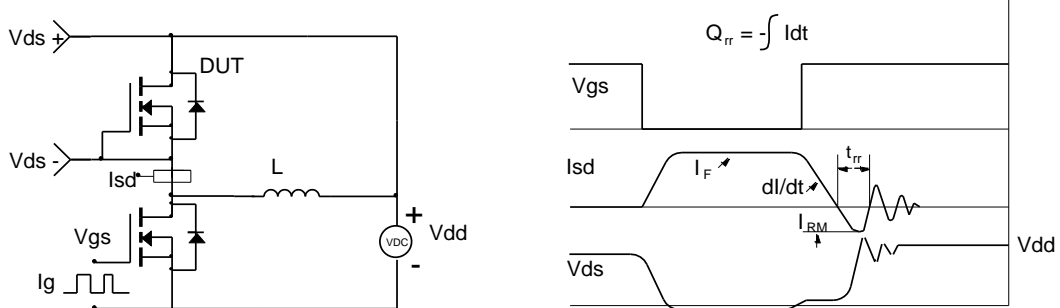 Vds +
DUT
Vds -
Isd
L
Vgs
Ig
+
VDC
-
Vdd
Qrr = -∫ Idt
Vgs
Isd
IF
dI/dt
trr
IRM
Vds
Vdd